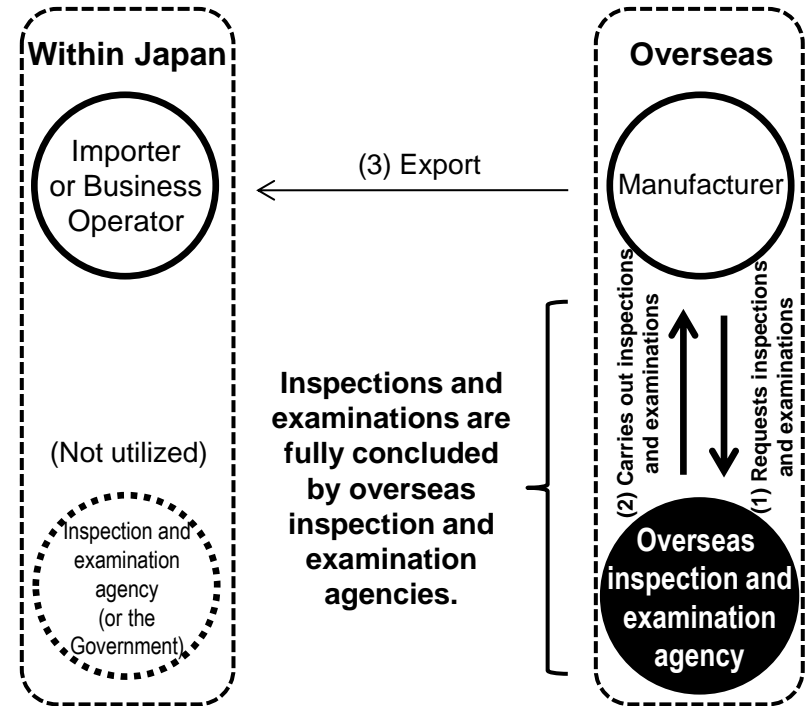 Within Japan
Overseas
Importer
or Business
Operator
(3) Export
Manufacturer
(2) Carries out inspections
and examinations
(1) Requests inspections
and examinations
Inspections and
examinations are
fully concluded
by overseas
inspection and
examination
agencies.
(Not utilized)
Inspection and
examination
agency
(or the
Government)
Overseas
inspection and
examination
agency